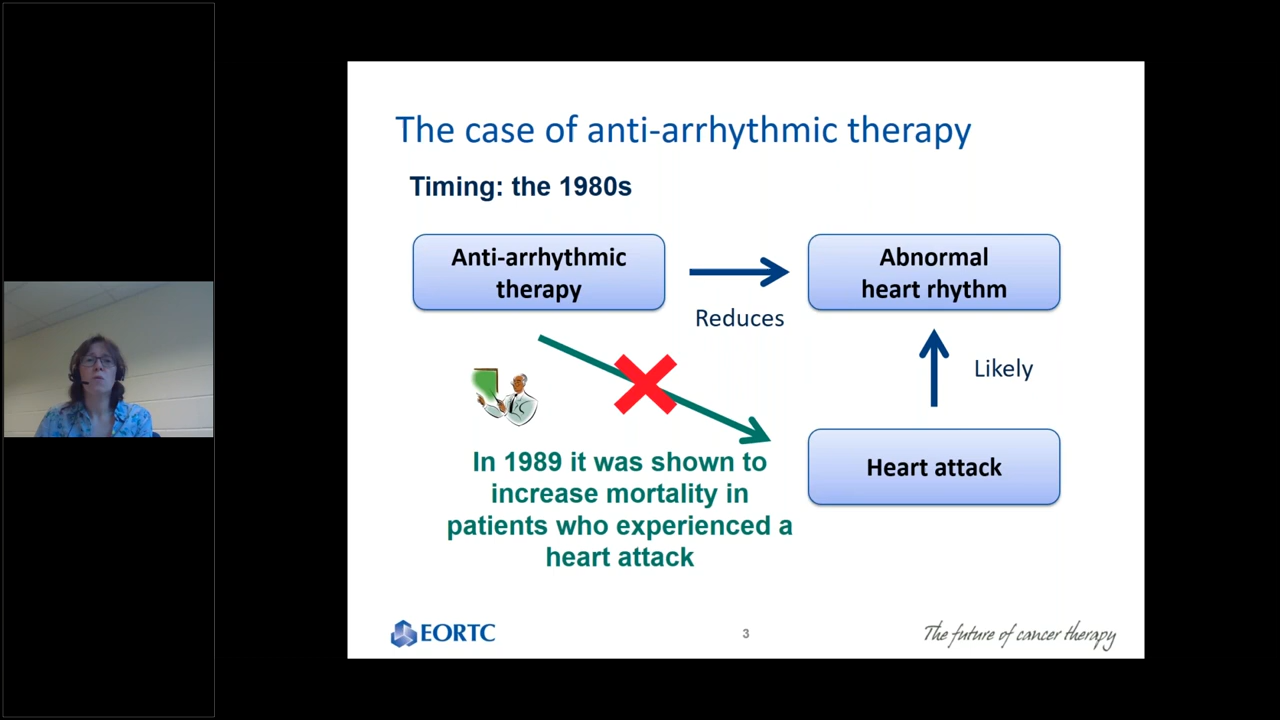 The case of anti-arrhythmic therapy
Timing: the 1980s
Anti-arrhythmic
therapy
Reduces
Abnormal
heart rhythm
Likely
Heart attack
In 1989 it was shown to
increase mortality in
patients who experienced a
heart attack
EORTC
3
The future of cancer therapy